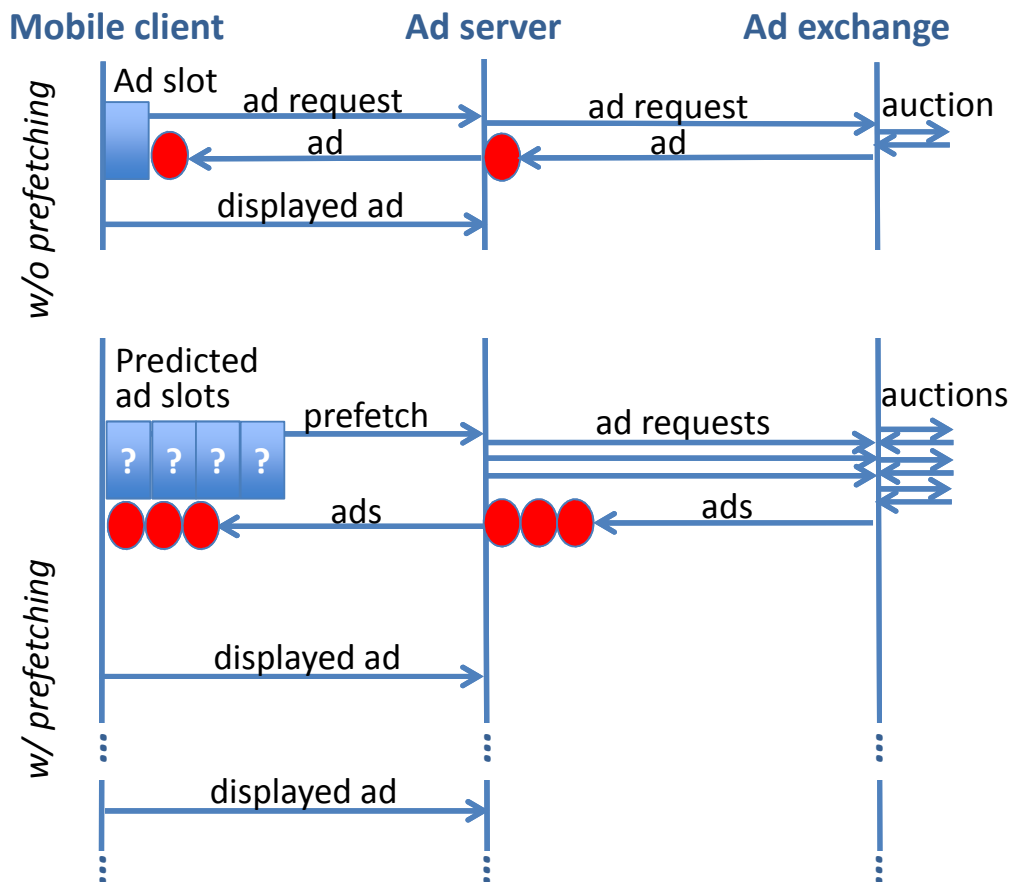 Mobile client
Ad server
Ad exchange
w/o prefetching
Ad slot
ad request
ad request
auction
ad
ad
displayed ad
w/ prefetching
Predicted
ad slots
prefetch
ad requests
auctions
? ? ? ?
ads
ads
displayed ad
displayed ad